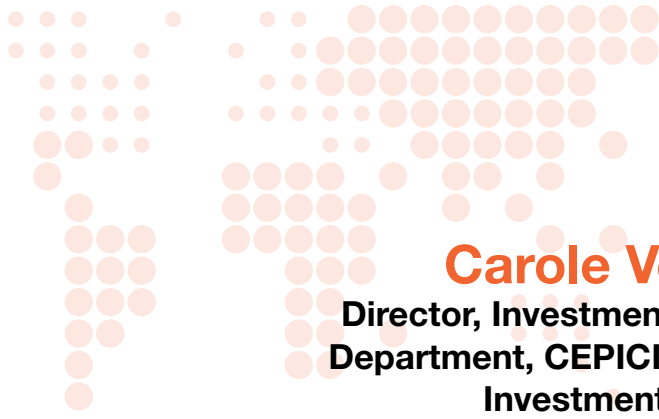 Carole V
Director, Investmen
Department, CEPICI
Investment